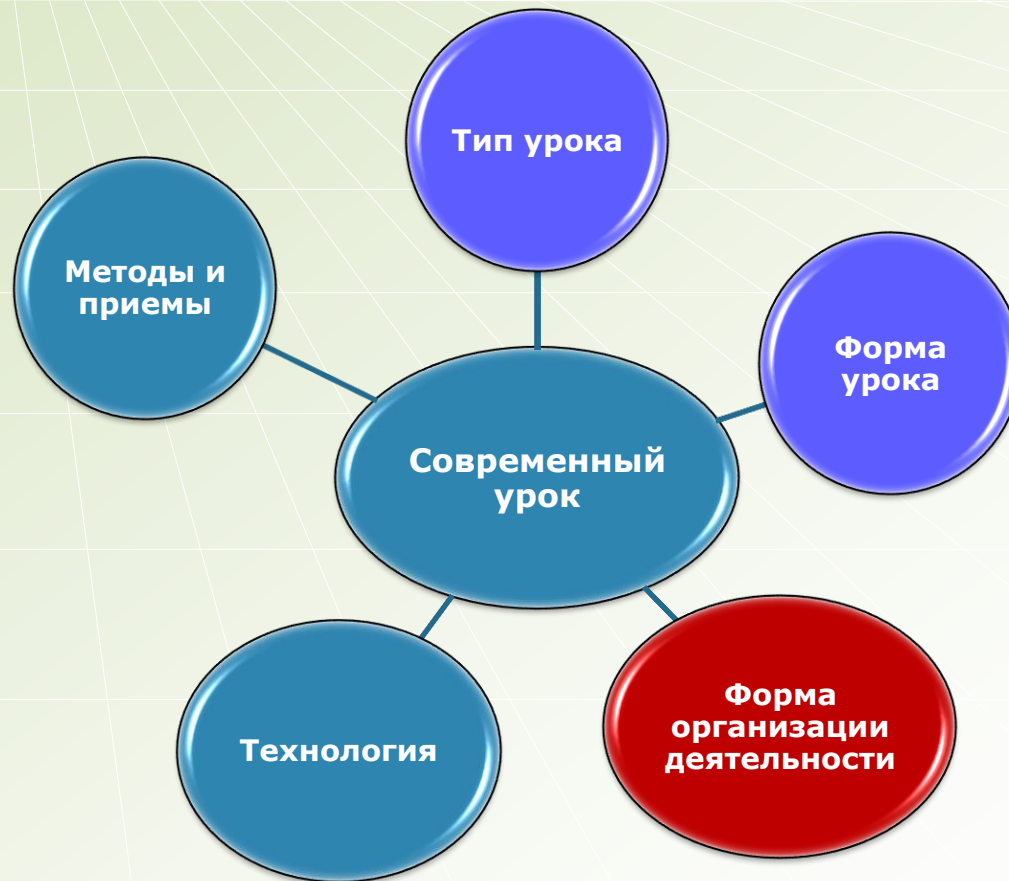 Тип урока
Методы и
приемы
Форма
урока
Современный
урок
Форма
организации
деятельности
Технология